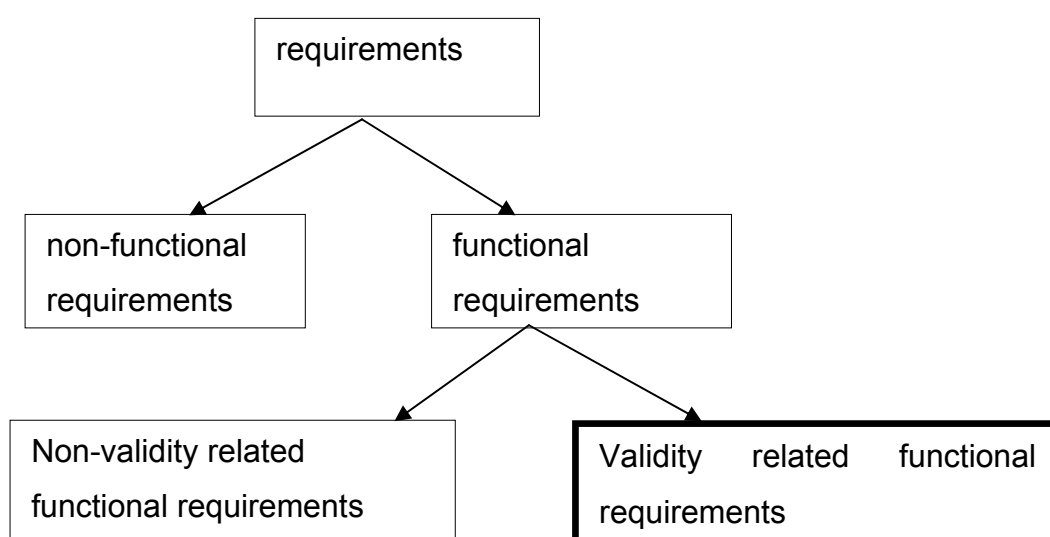 requirements
non-functional
requirements
functional
requirements
Non-validity related
functional requirements
Validity related functional
requirements